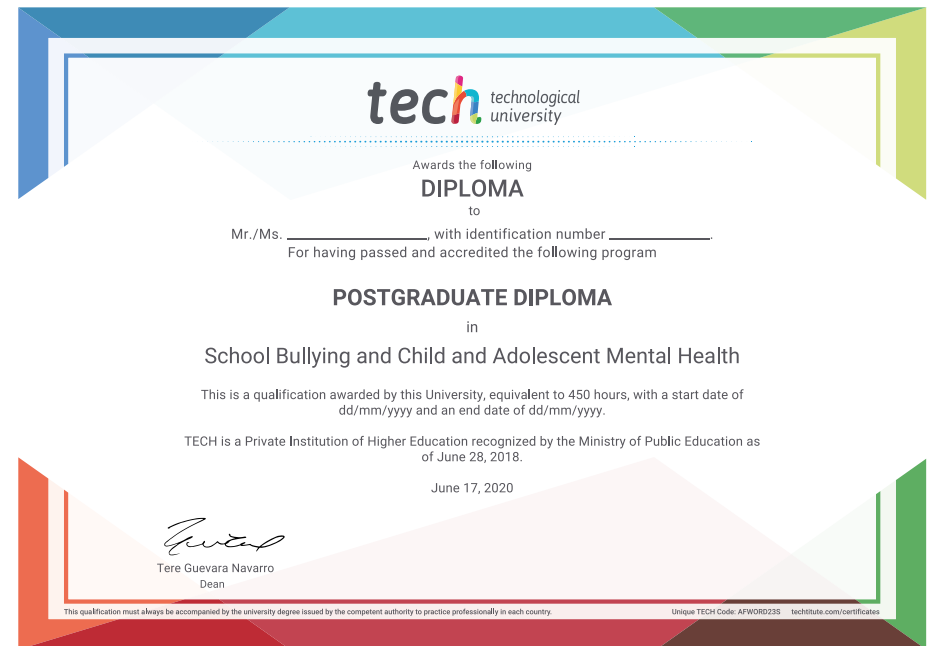 tech technological
university
Awards the following
DIPLOMA
to
Mr./Ms. ____________________, with identification number ______________.
For having passed and accredited the following program
POSTGRADUATE DIPLOMA
in
School Bullying and Child and Adolescent Mental Health
This is a qualification awarded by this University, equivalent to 450 hours, with a start date of
dd/mm/yyyy and an end date of dd/mm/yyyy.
TECH is a Private Institution of Higher Education recognized by the Ministry of Public Education as
of June 28, 2018.
June 17, 2020
Tere Guevara Navarro
Dean
This qualification must always be accompanied by the university degree issued by the competent authority to practice professionally in each country. Unique TECH Code: AFWORD23S techtitute.com/certificates